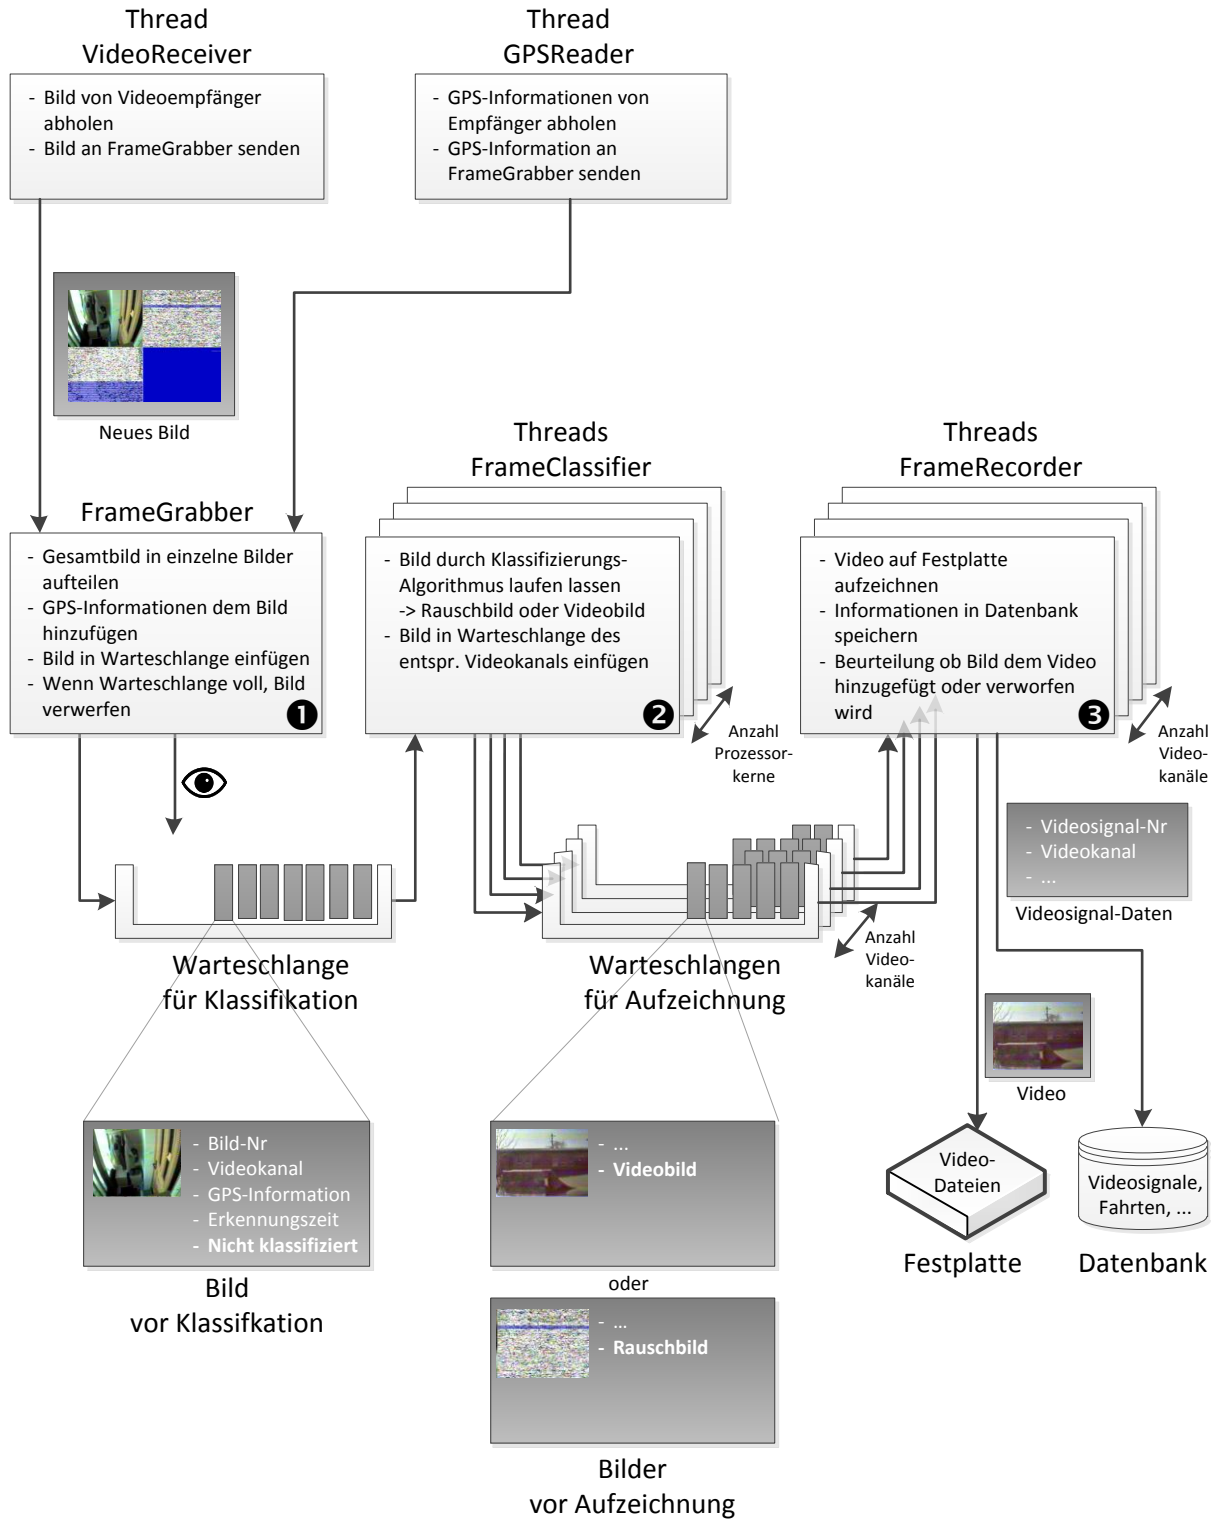 Thread
VideoReceiver
- Bild von Videoempfänger
abholen
- Bild an FrameGrabber senden
Thread
GPSReader
- GPS-Informationen von
Empfänger abholen
- GPS-Information an
FrameGrabber senden
Neues Bild
FrameGrabber
- Gesamtbild in einzelne Bilder
aufteilen
- GPS-Informationen dem Bild
hinzufügen
- Bild in Warteschlange einfügen
- Wenn Warteschlange voll, Bild
verwerfen
1
Threads
FrameClassifier
- Bild durch Klassifizierungs-
Algorithmus laufen lassen
-> Rauschbild oder Videobild
- Bild in Warteschlange des
entspr. Videokanals einfügen
2
Anzahl
Prozessor-
kerne
Threads
FrameRecorder
- Video auf Festplatte
aufzeichnen
- Informationen in Datenbank
speichern
- Beurteilung ob Bild dem Video
hinzugefügt oder verworfen
wird
3
Anzahl
Video-
kanäle
- Videosignal-Nr
- Videokanal
- ...
Videosignal-Daten
Warteschlange
für Klassifikation
Warteschlangen
für Aufzeichnung
Anzahl
Video-
kanäle
Video
- Bild-Nr
- Videokanal
- GPS-Information
- Erkennungszeit
- Nicht klassifiziert
Bild
vor Klassifkation
- ...
- Videobild
oder
- ...
- Rauschbild
Bilder
vor Aufzeichnung
Video-
Dateien
Festplatte
Videosignale,
Fahrten, ...
Datenbank